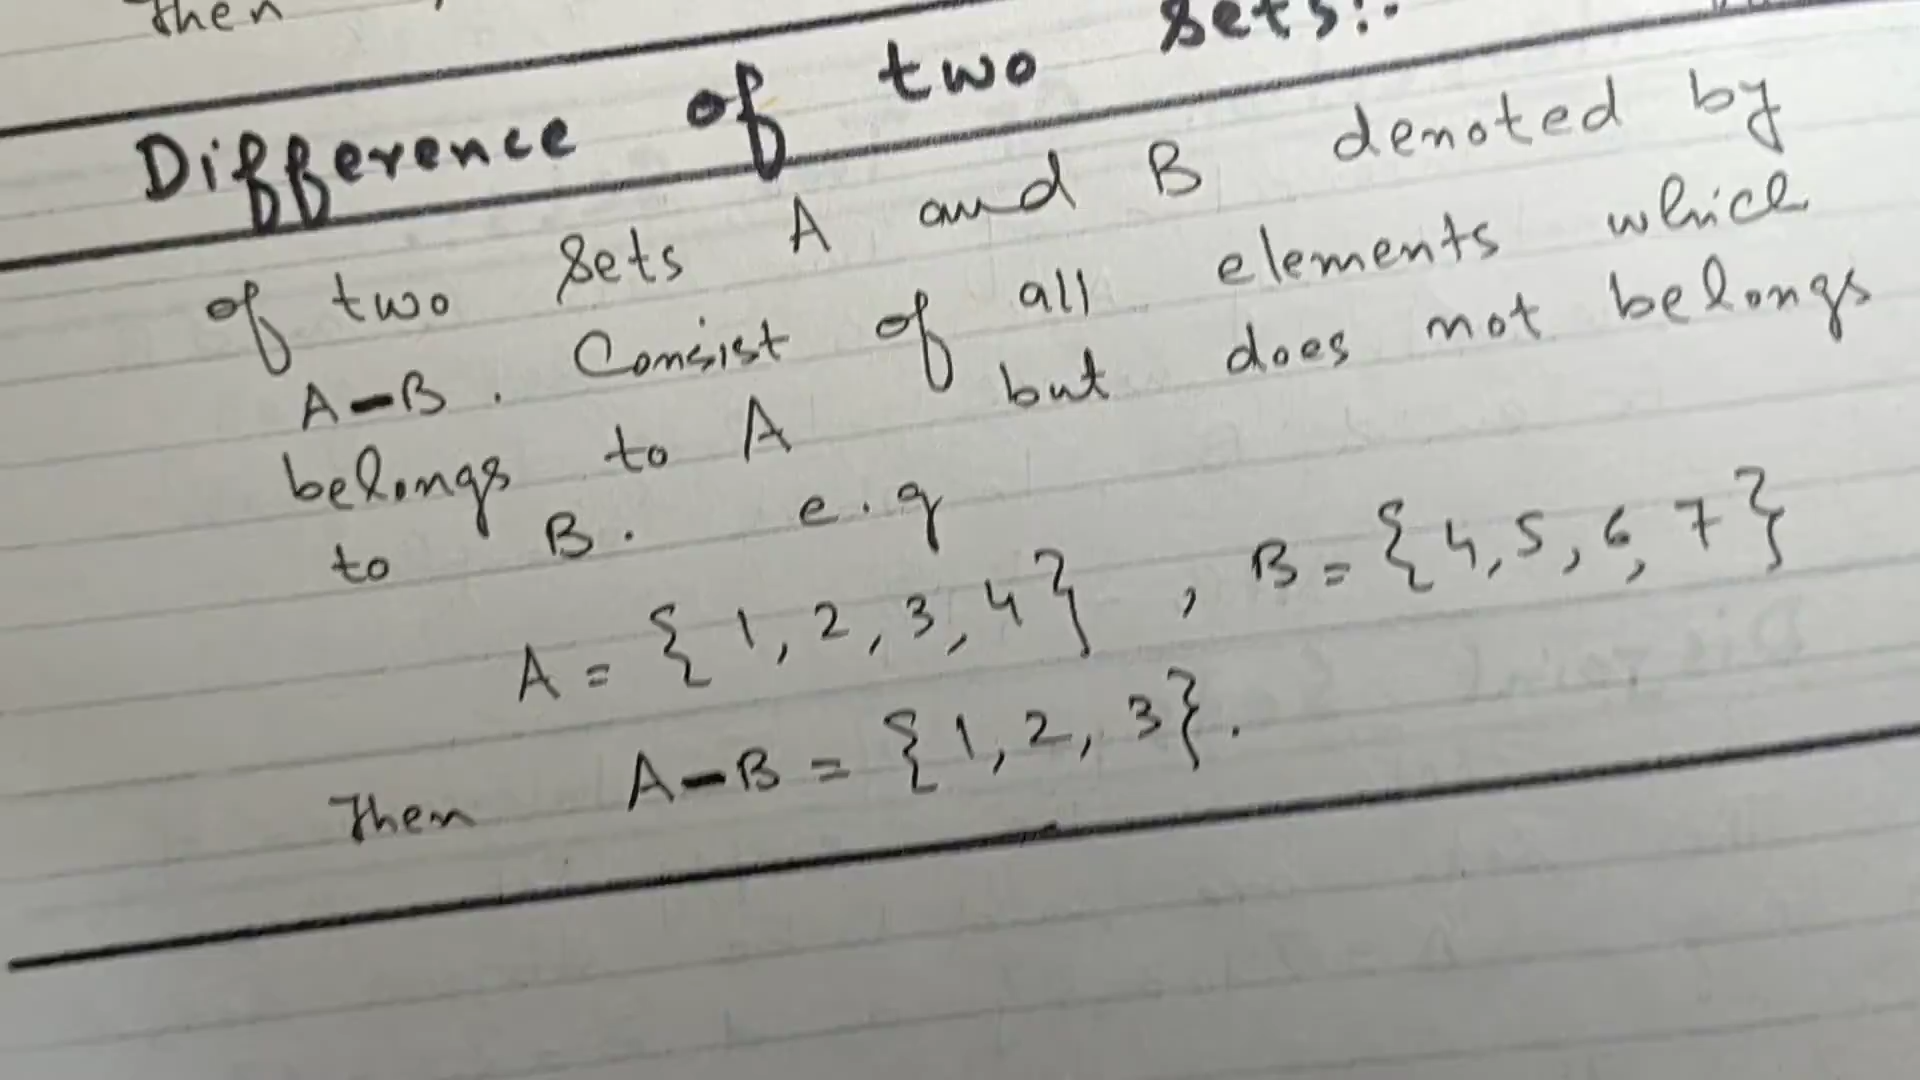 Then
Difference of two Sets:-
of two Sets A and B denoted by
A-B. Consist of all elements which
belongs to A but does not belongs
to B. e.g
A = { 1, 2, 3, 4 } , B = { 4, 5, 6, 7 }
Then A-B = { 1, 2, 3 }.